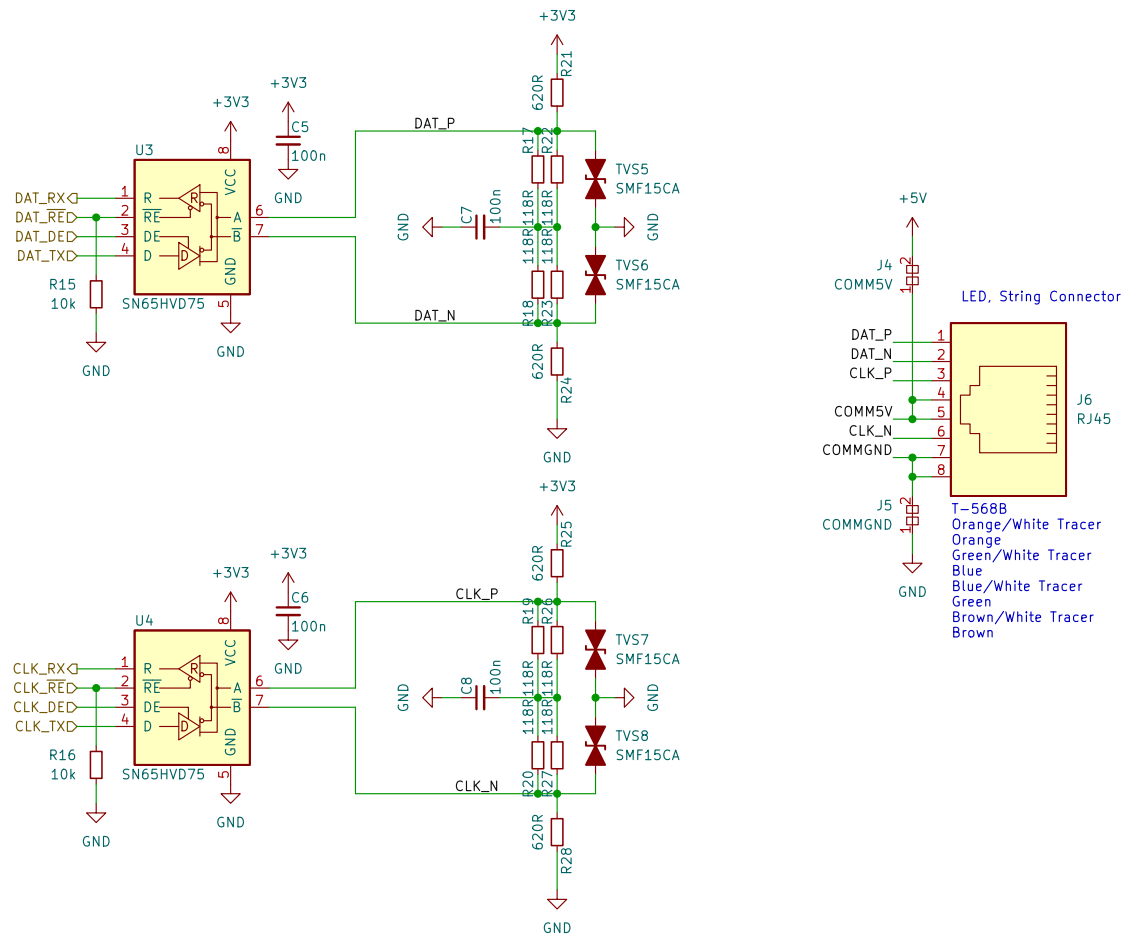 +3V3
R21
620R
+3V3
C5
100n
GND
+3V3
8
U3
VCC
DAT_P
R17
R22
118R
118R
TVS5
SMF15CA
DAT_RX
1
R
R
DAT_RE
2
RE
A
6
DAT_DE
3
DE
B
7
DAT_TX
4
D
D
GND
SN65HVD75
5
GND
R15
10k
GND
GND
C7
100n
GND
118R
118R
TVS6
SMF15CA
R18
R23
DAT_N
620R
R24
GND
+5V
J4
COMM5V
2
1
LED, String Connector
DAT_P
1
DAT_N
2
CLK_P
3
4
COMM5V
5
CLK_N
6
COMMGND
7
8
J6
RJ45
J5
COMMGND
2
1
GND
T-568B
Orange/White Tracer
Orange
Green/White Tracer
Blue
Blue/White Tracer
Green
Brown/White Tracer
Brown
+3V3
R25
620R
+3V3
C6
100n
GND
+3V3
8
U4
VCC
CLK_P
R19
R26
118R
118R
TVS7
SMF15CA
CLK_RX
1
R
R
CLK_RE
2
RE
A
6
CLK_DE
3
DE
B
7
CLK_TX
4
D
D
GND
SN65HVD75
5
GND
R16
10k
GND
GND
C8
100n
GND
118R
118R
TVS8
SMF15CA
R20
R27
CLK_N
620R
R28
GND